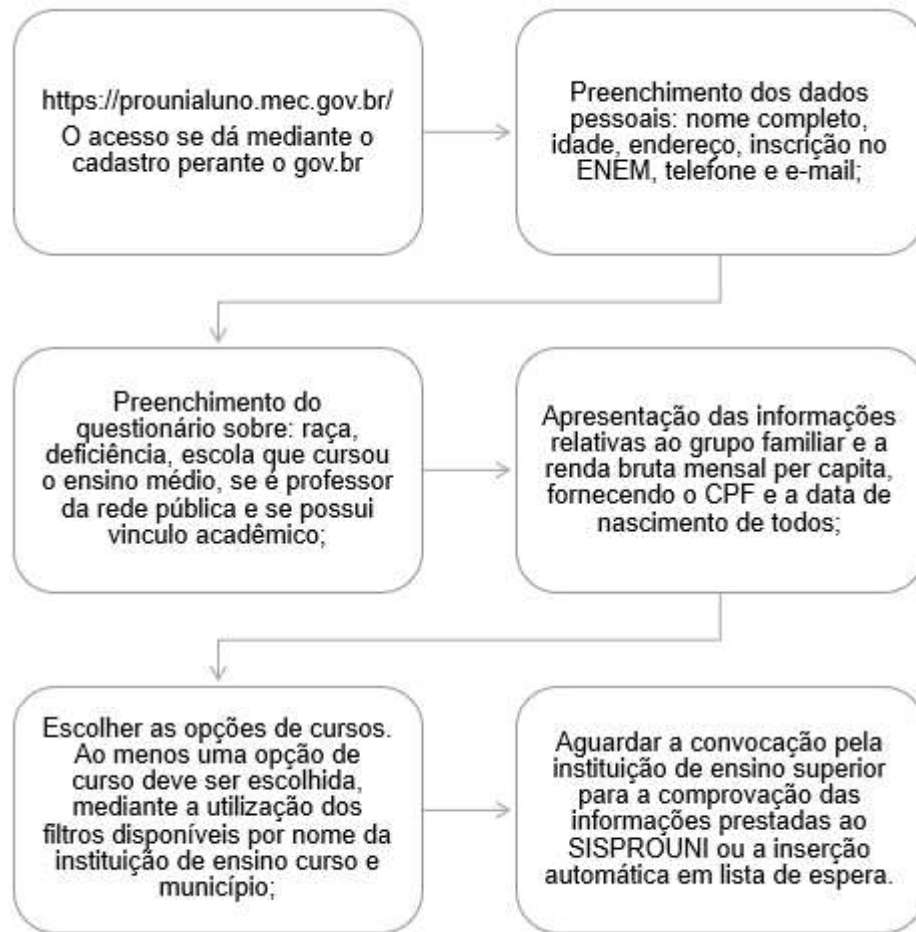 https://prounialuno.mec.gov.br/
O acesso se dá mediante o
cadastro perante o gov.br
Preenchimento dos dados
pessoais: nome completo,
idade, endereço, inscrição no
ENEM, telefone e e-mail;
Preenchimento do
questionário sobre: raça,
deficiência, escola que cursou
o ensino médio, se é professor
da rede pública e se possui
vinculo acadêmico;
Apresentação das informações
relativas ao grupo familiar e a
renda bruta mensal per capita,
fornecendo o CPF e a data de
nascimento de todos;
Escolher as opções de cursos.
Ao menos uma opção de
curso deve ser escolhida,
mediante a utilização dos
filtros disponíveis por nome da
instituição de ensino curso e
município;
Aguardar a convocação pela
instituição de ensino superior
para a comprovação das
informações prestadas ao
SISPROUNI ou a inserção
automática em lista de espera.